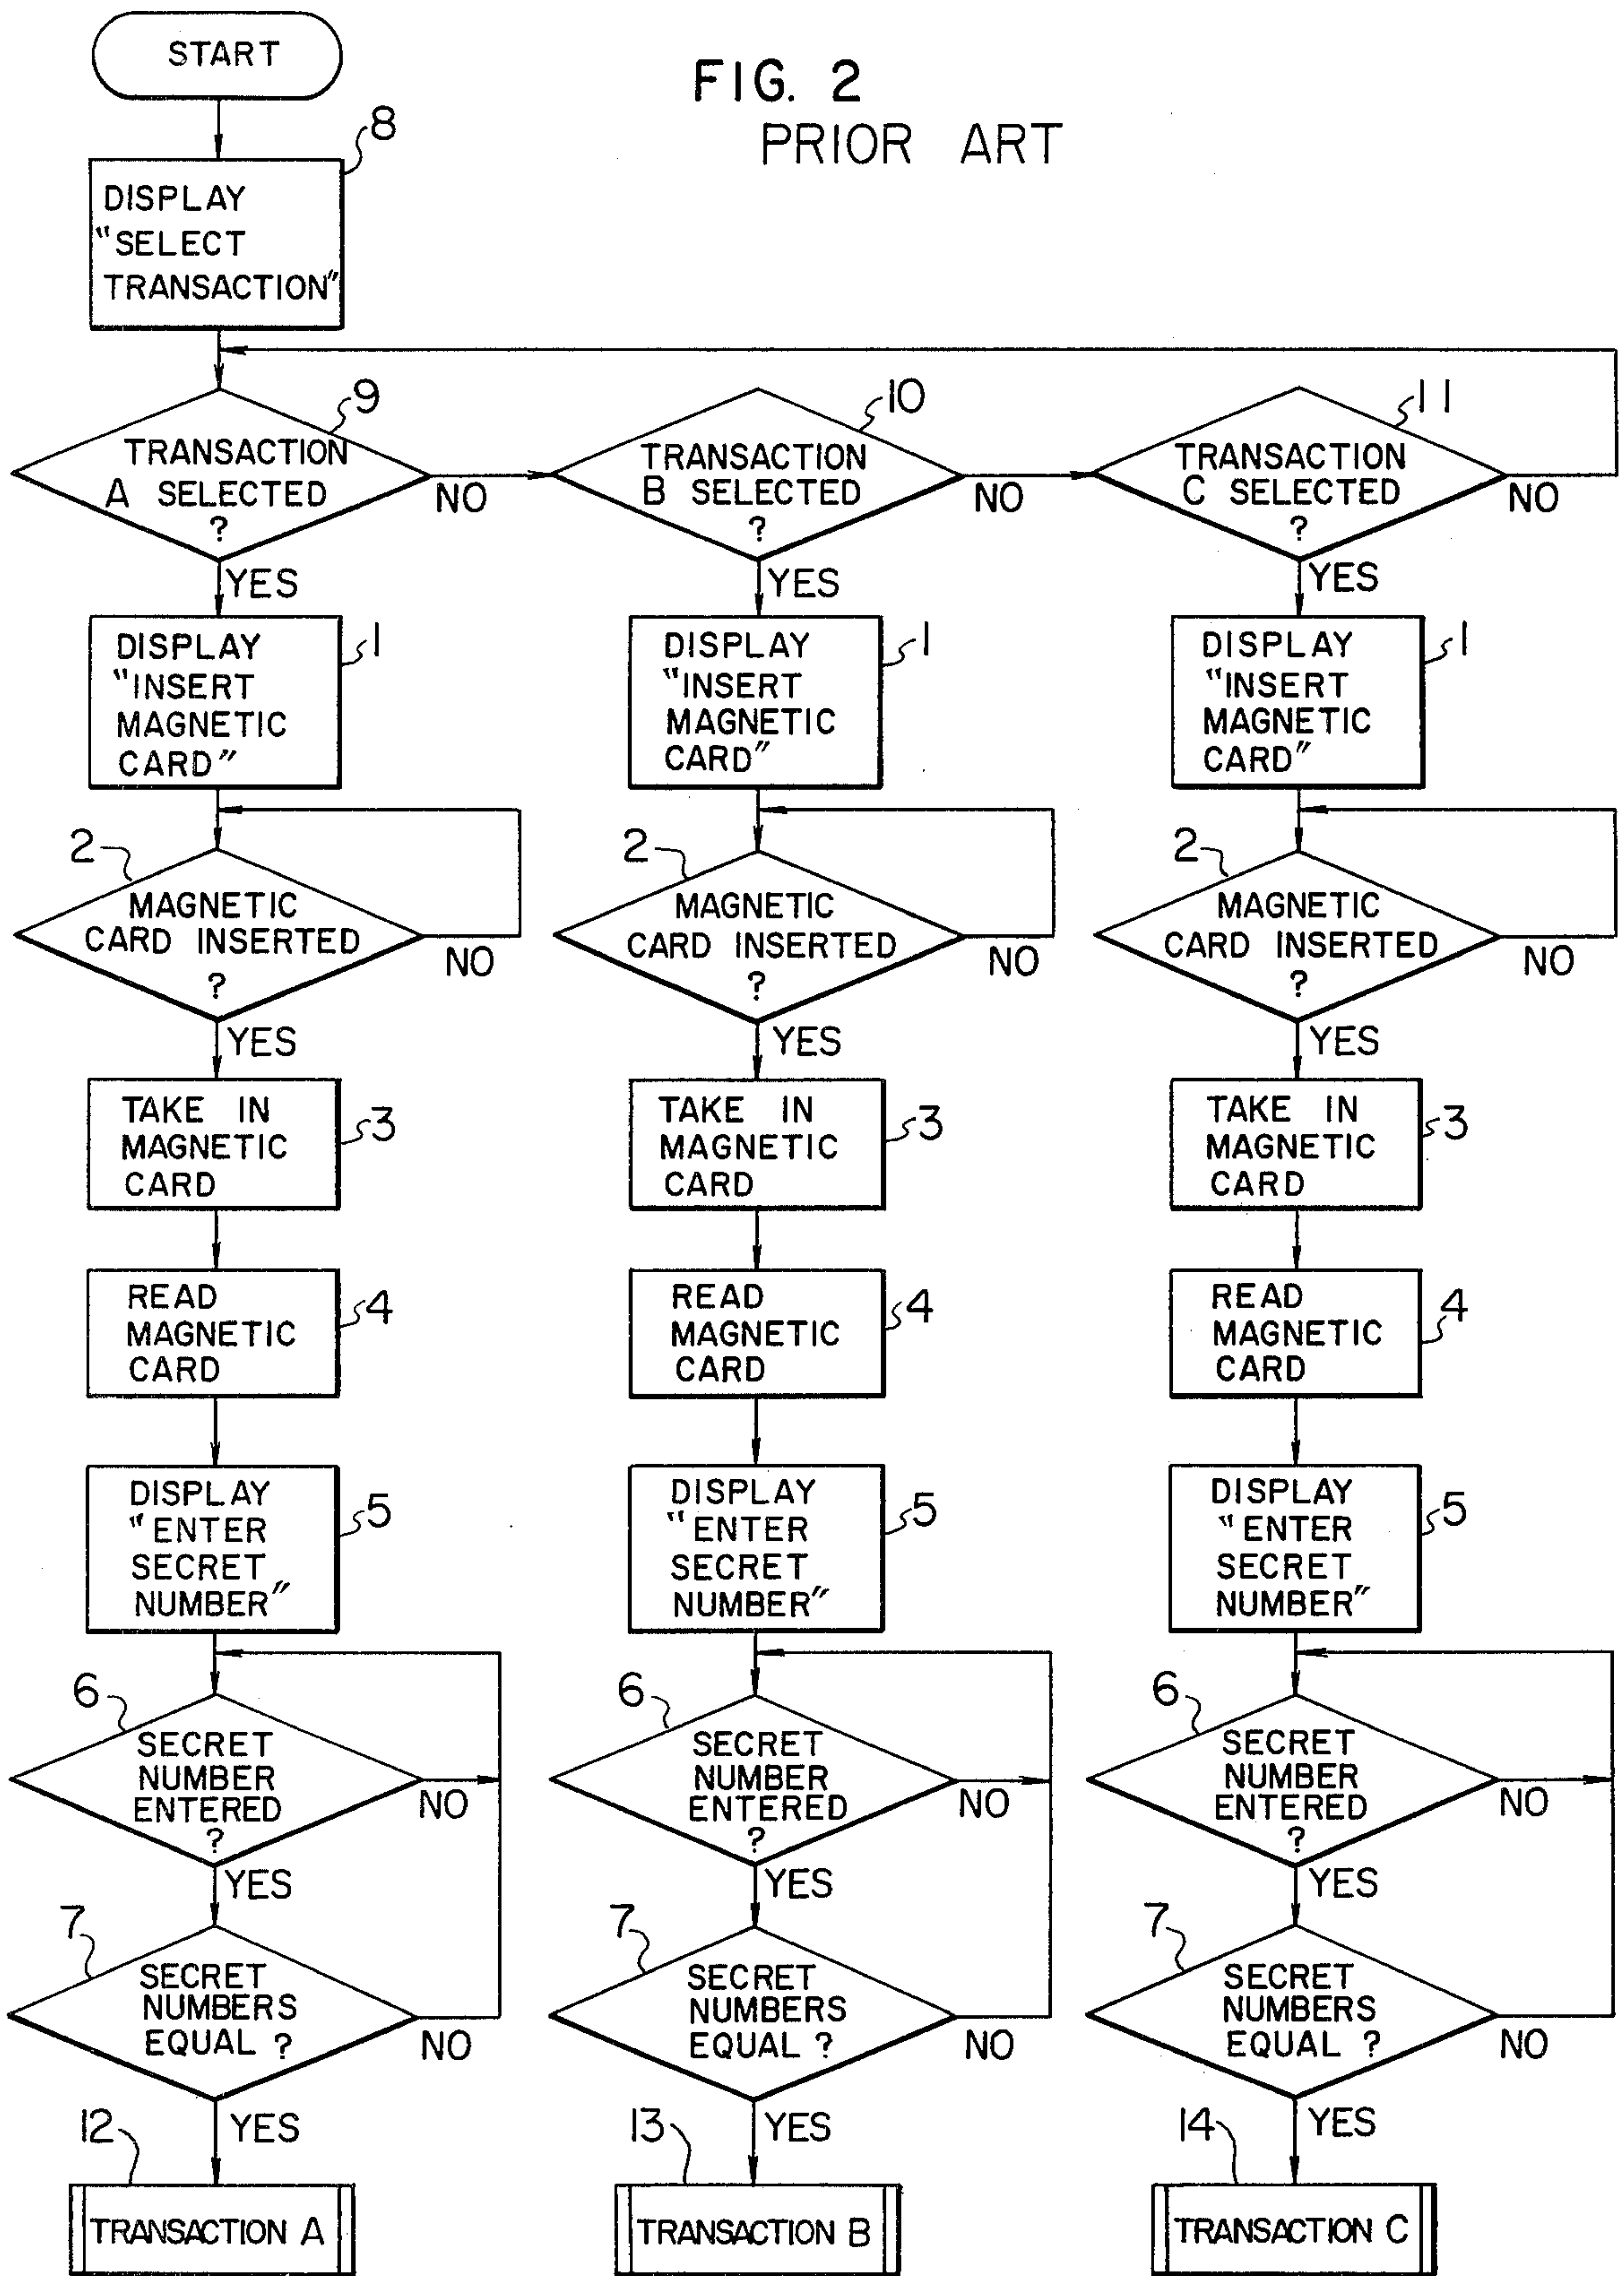 START
FIG. 2
PRIOR ART
8
DISPLAY
"SELECT
TRANSACTION"
9
TRANSACTION
A SELECTED
?
NO
YES
10
TRANSACTION
B SELECTED
?
NO
YES
11
TRANSACTION
C SELECTED
?
NO
YES
1
DISPLAY
"INSERT
MAGNETIC
CARD"
1
DISPLAY
"INSERT
MAGNETIC
CARD"
1
DISPLAY
"INSERT
MAGNETIC
CARD"
2
MAGNETIC
CARD INSERTED
?
NO
YES
2
MAGNETIC
CARD INSERTED
?
NO
YES
2
MAGNETIC
CARD INSERTED
?
NO
YES
TAKE IN
MAGNETIC
CARD
3
TAKE IN
MAGNETIC
CARD
3
TAKE IN
MAGNETIC
CARD
3
READ
MAGNETIC
CARD
4
READ
MAGNETIC
CARD
4
READ
MAGNETIC
CARD
4
DISPLAY
"ENTER
SECRET
NUMBER"
5
DISPLAY
"ENTER
SECRET
NUMBER"
5
DISPLAY
"ENTER
SECRET
NUMBER"
5
6
SECRET
NUMBER
ENTERED
?
NO
YES
6
SECRET
NUMBER
ENTERED
?
NO
YES
6
SECRET
NUMBER
ENTERED
?
NO
YES
7
SECRET
NUMBERS
EQUAL ?
NO
YES
7
SECRET
NUMBERS
EQUAL ?
NO
YES
7
SECRET
NUMBERS
EQUAL ?
NO
YES
12
TRANSACTION A
13
TRANSACTION B
14
TRANSACTION C